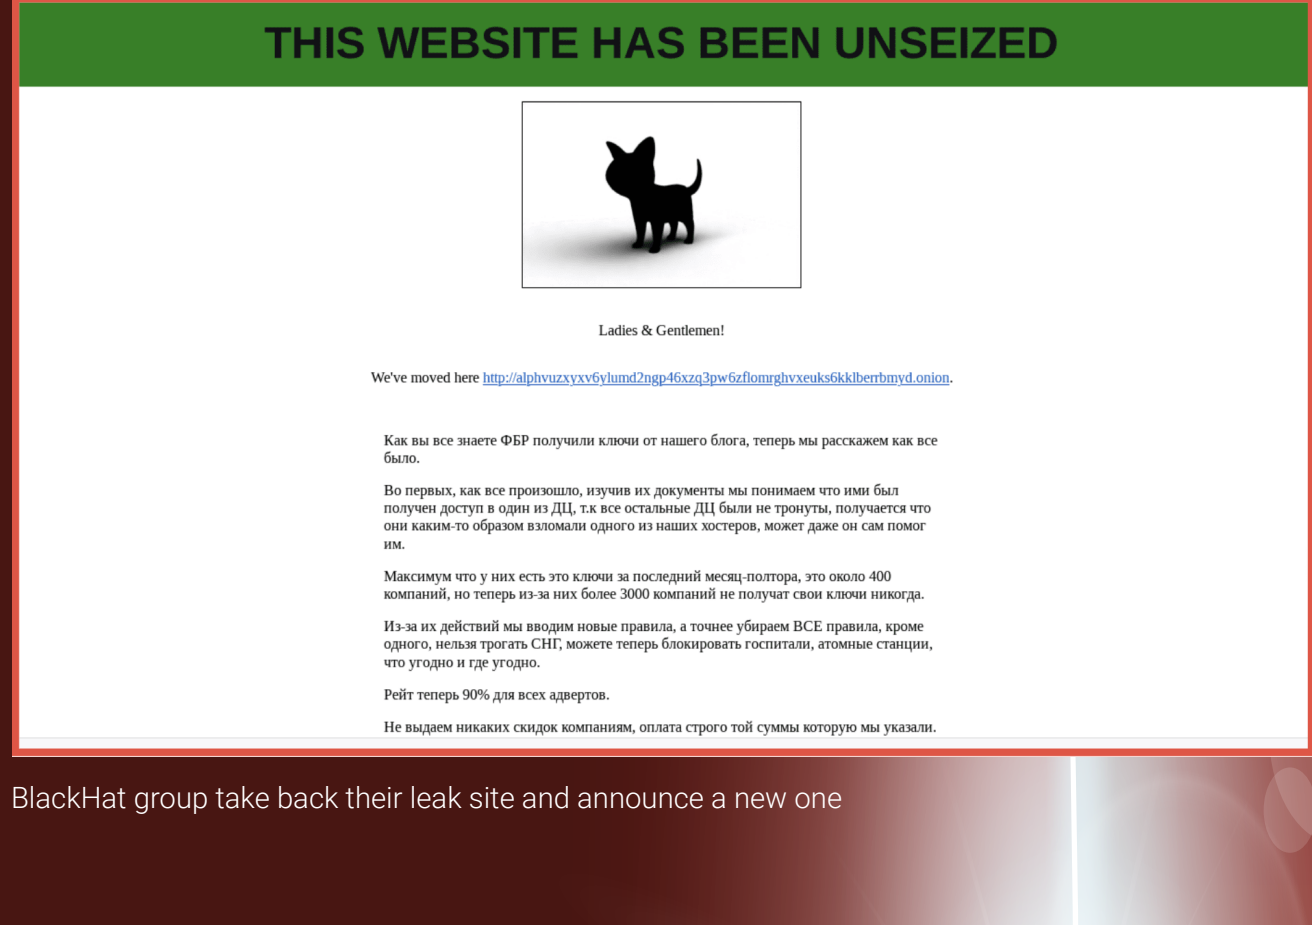 THIS WEBSITE HAS BEEN UNSEIZED
Ladies & Gentlemen!
We've moved here http://alphvuzxyxv6ylumd2ngp46xzq3pw6zflomrghvxeuks6kklberrbmyd.onion.
Как вы все знаете ФБР получили ключи от нашего блога, теперь мы расскажем как все
было.
Во первых, как все произошло, изучив их документы мы понимаем что ими был
получен доступ в один из ДЦ, т.к все остальные ДЦ были не тронуты, получается что
они каким-то образом взломали одного из наших хостеров, может даже он сам помог
им.
Максимум что у них есть это ключи за последний месяц-полтора, это около 400
компаний, но теперь из-за них более 3000 компаний не получат свои ключи никогда.
Из-за их действий мы вводим новые правила, а точнее убираем ВСЕ правила, кроме
одного, нельзя трогать СНГ, можете теперь блокировать госпитали, атомные станции,
что угодно и где угодно.
Рейт теперь 90% для всех адвертов.
Не выдаем никаких скидок компаниям, оплата строго той суммы которую мы указали.
BlackHat group take back their leak site and announce a new one